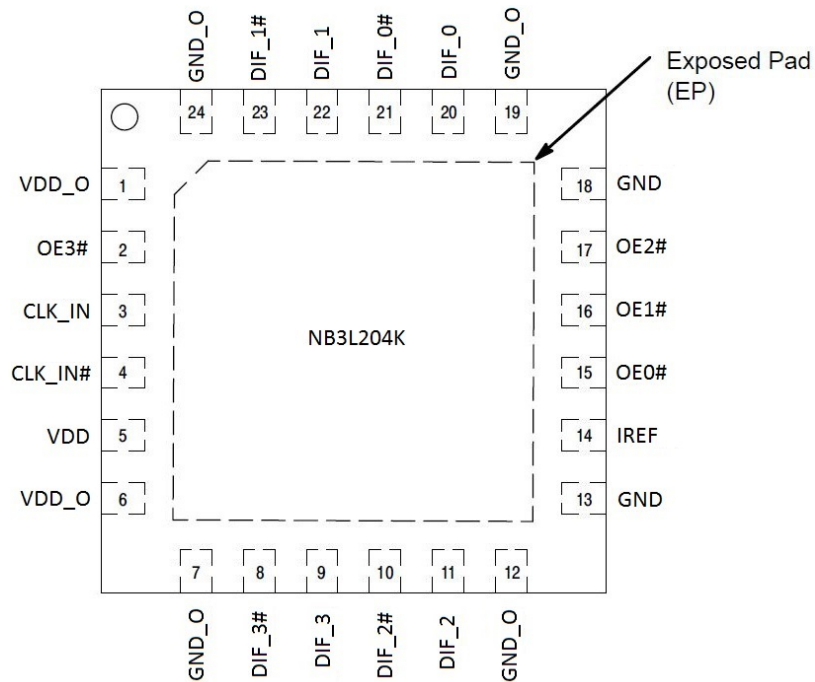 GND_O
DIF_1#
DIF_1
DIF_0#
DIF_0
GND_O
Exposed Pad
(EP)
24
23
22
21
20
19
VDD_O
1
18
GND
OE3#
2
17
OE2#
CLK_IN
3
16
OE1#
NB3L204K
CLK_IN#
4
15
OE0#
VDD
5
14
IREF
VDD_O
6
13
GND
7
8
9
10
11
12
GND_O
DIF_3#
DIF_3
DIF_2#
DIF_2
GND_O